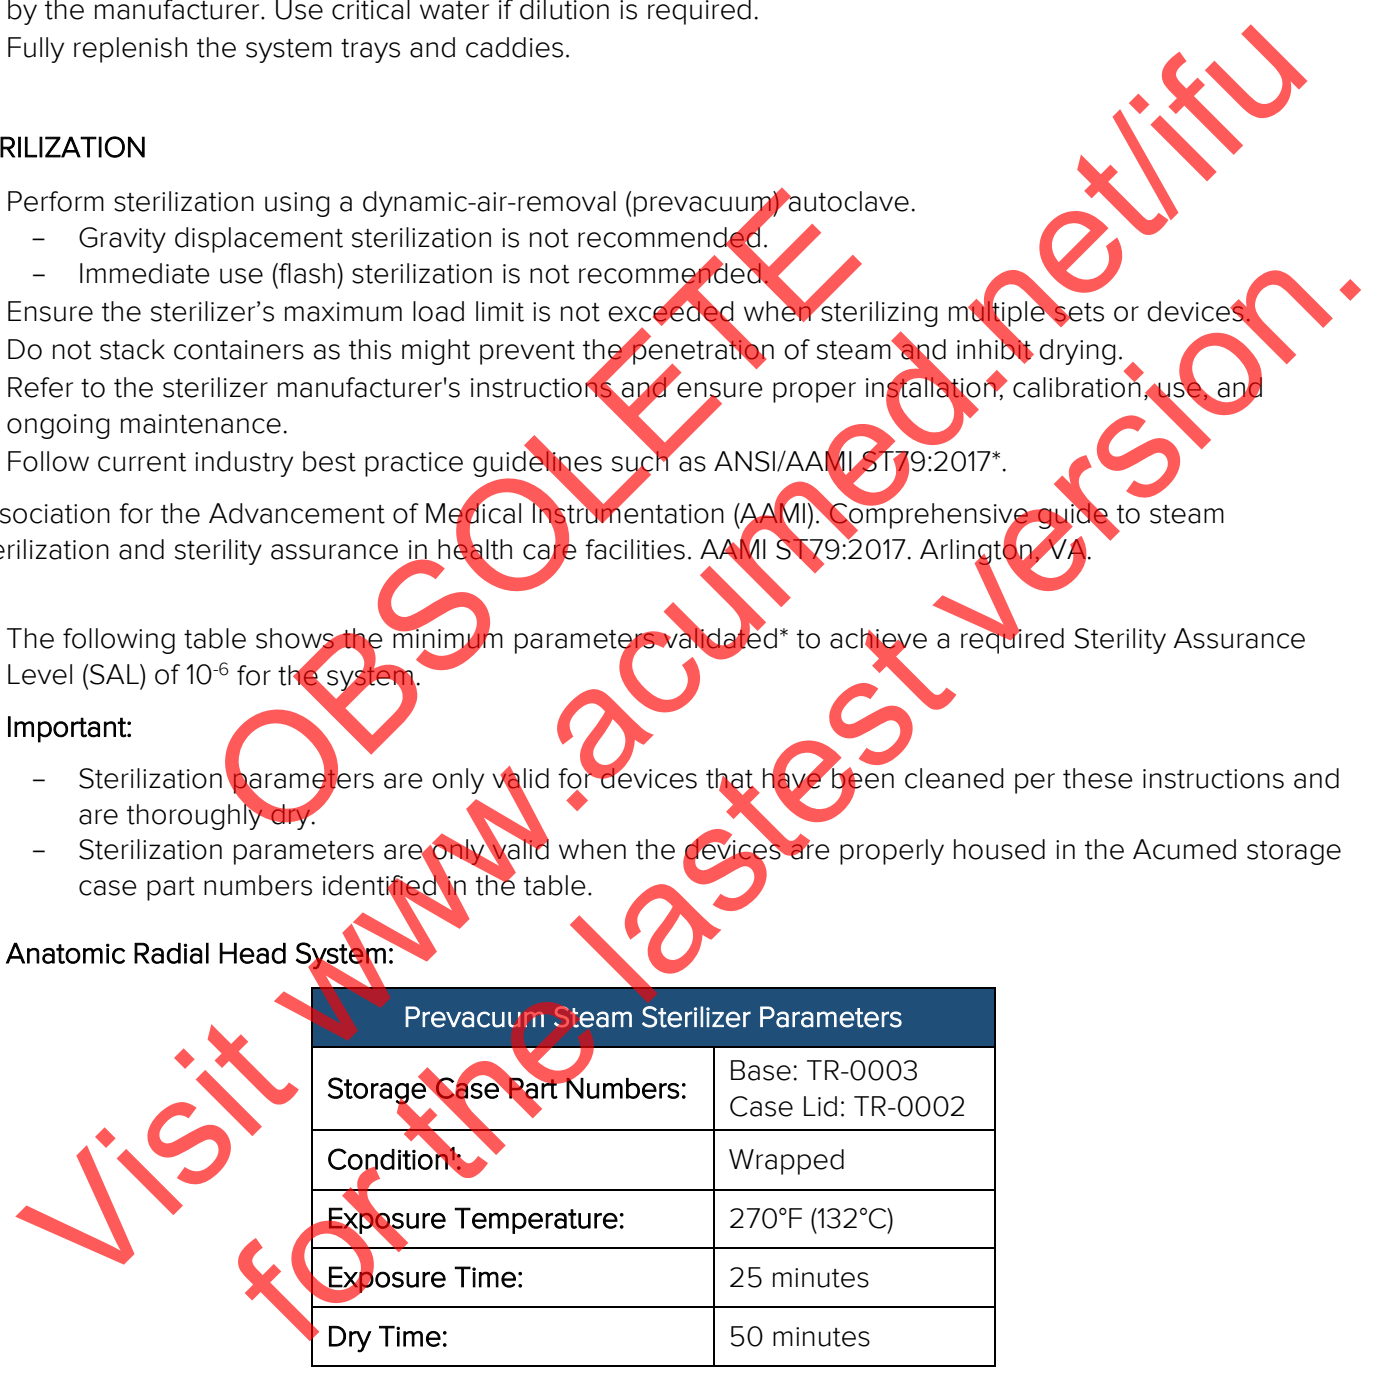 by the manufacturer. Use critical water if dilution is required.
Fully replenish the system trays and caddies.
RILIZATION
Perform sterilization using a dynamic-air-removal (prevacuum) autoclave.
– Gravity displacement sterilization is not recommended.
– Immediate use (flash) sterilization is not recommended.
Ensure the sterilizer’s maximum load limit is not exceeded when sterilizing multiple sets or devices.
Do not stack containers as this might prevent the penetration of steam and inhibit drying.
Refer to the sterilizer manufacturer's instructions and ensure proper installation, calibration, use, and
ongoing maintenance.
Follow current industry best practice guidelines such as ANSI/AAMI ST79:2017*.
sociation for the Advancement of Medical Instrumentation (AAMI). Comprehensive guide to steam
erilization and sterility assurance in health care facilities. AAMI ST79:2017. Arlington, VA.
The following table shows the minimum parameters validated* to achieve a required Sterility Assurance
Level (SAL) of 10-6 for the system.
Important:
– Sterilization parameters are only valid for devices that have been cleaned per these instructions and
are thoroughly dry.
– Sterilization parameters are only valid when the devices are properly housed in the Acumed storage
case part numbers identified in the table.
Anatomic Radial Head System:
Prevacuum Steam Sterilizer Parameters
Storage Case Part Numbers: Base: TR-0003
Case Lid: TR-0002
Condition¹: Wrapped
Exposure Temperature: 270°F (132°C)
Exposure Time: 25 minutes
Dry Time: 50 minutes
OBSOLETE
Visit www.acumed.net/ifu
for the lastest version.